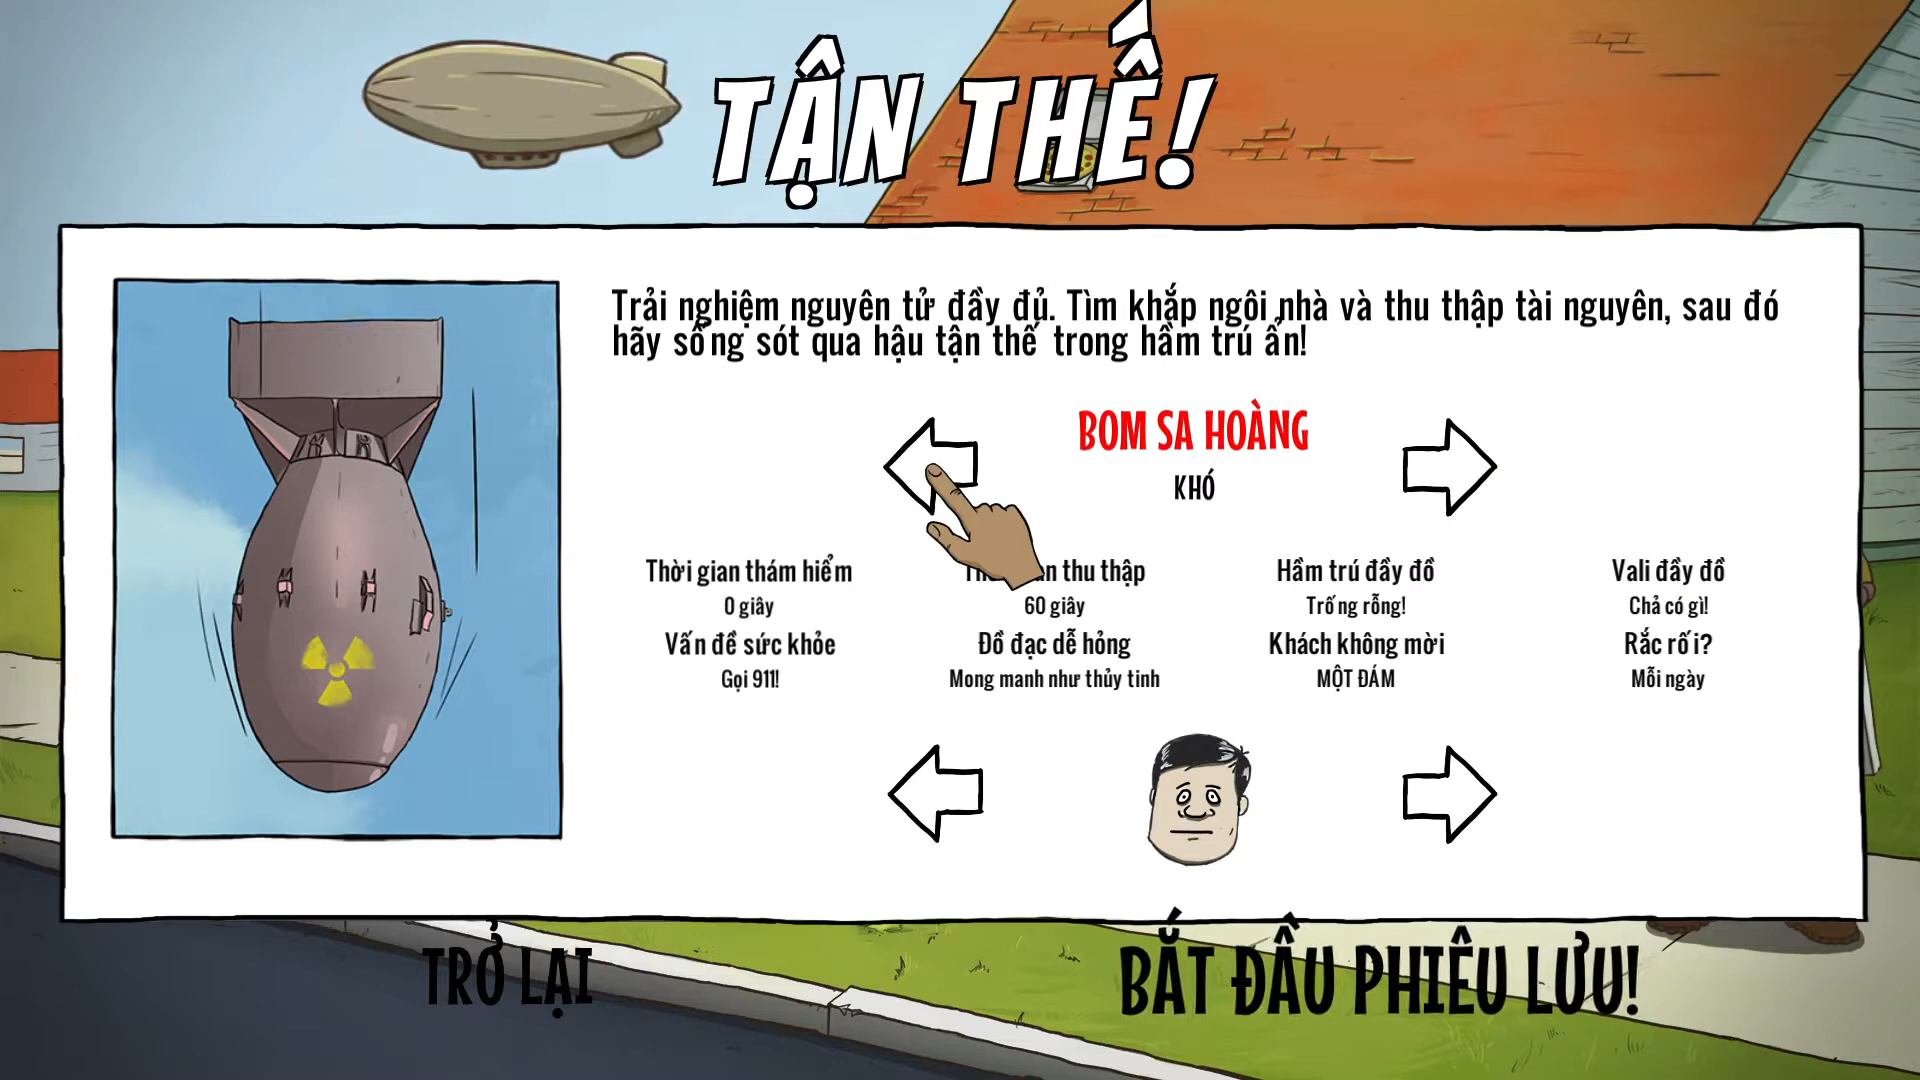 TẬN THẾ!
Trải nghiệm nguyên tử đầy đủ. Tìm khắp ngôi nhà và thu thập tài nguyên, sau đó
hãy sống sót qua hậu tận thế trong hầm trú ẩn!
BOM SA HOÀNG
KHÓ
Thời gian thám hiểm
0 giây
thu thập
60 giây
Hầm trú đầy đồ
Trống rỗng!
Vali đầy đồ
Chả có gì!
Vấn đề sức khỏe
Gọi 911!
Đồ đạc dễ hỏng
Mong manh như thủy tinh
Khách không mời
MỘT ĐÁM
Rắc rối?
Mỗi ngày
TRỞ LẠI
BẮT ĐẦU PHIÊU LƯU!